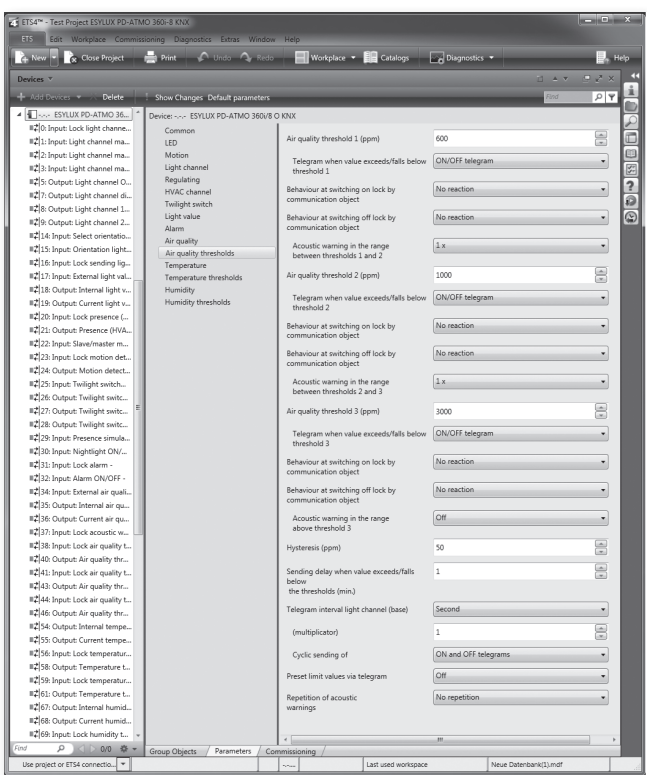 ETS4™ - Test Project ESYLUX PD-ATMO 360i-8 KNX
ETS Edit Workplace Commissioning Diagnostics Extras Window Help
New Close Project Print Undo Redo Workplace Catalogs Diagnostics Help
Devices
Add Devices Delete Show Changes Default parameters Find
-.-.- ESYLUX PD-ATMO 36...
0: Input: Lock light channe...
1: Input: Light channel ma...
2: Input: Light channel ma...
3: Input: Light channel ma...
5: Output: Light channel O...
7: Output: Light channel di...
8: Output: Light channel 1...
9: Output: Light channel 2...
14: Input: Select orientatio...
15: Input: Orientation light...
16: Input: Lock sending lig...
17: Input: External light val...
18: Output: Internal light v...
19: Output: Current light v...
20: Input: Lock presence (...
21: Output: Presence (HVA...
22: Input: Slave/master m...
23: Input: Lock motion det...
24: Output: Motion detect...
25: Input: Twilight switch...
26: Output: Twilight switc...
27: Output: Twilight switc...
28: Output: Twilight switc...
29: Input: Presence simula...
30: Input: Nightlight ON/...
31: Input: Lock alarm -
32: Input: Alarm ON/OFF -
34: Input: External air quali...
35: Output: Internal air qu...
36: Output: Current air qu...
37: Input: Lock acoustic w...
38: Input: Lock air quality t...
40: Output: Air quality thr...
41: Input: Lock air quality t...
43: Output: Air quality thr...
44: Input: Lock air quality t...
46: Output: Air quality thr...
54: Output: Internal tempe...
55: Output: Current tempe...
56: Input: Lock temperatur...
58: Output: Temperature t...
59: Input: Lock temperatur...
61: Output: Temperature t...
67: Output: Internal humid...
68: Output: Current humid...
69: Input: Lock humidity t...
Find 0/0
Device: -.-.- ESYLUX PD-ATMO 360i/8 O KNX
Common
LED
Motion
Light channel
Regulating
HVAC channel
Twilight switch
Light value
Alarm
Air quality
Air quality thresholds
Temperature
Temperature thresholds
Humidity
Humidity thresholds
Air quality threshold 1 (ppm) 600
Telegram when value exceeds/falls below ON/OFF telegram
threshold 1
Behaviour at switching on lock by No reaction
communication object
Behaviour at switching off lock by No reaction
communication object
Acoustic warning in the range 1 x
between thresholds 1 and 2
Air quality threshold 2 (ppm) 1000
Telegram when value exceeds/falls below ON/OFF telegram
threshold 2
Behaviour at switching on lock by No reaction
communication object
Behaviour at switching off lock by No reaction
communication object
Acoustic warning in the range 1 x
between thresholds 2 and 3
Air quality threshold 3 (ppm) 3000
Telegram when value exceeds/falls below ON/OFF telegram
threshold 3
Behaviour at switching on lock by No reaction
communication object
Behaviour at switching off lock by No reaction
communication object
Acoustic warning in the range Off
above threshold 3
Hysteresis (ppm) 50
Sending delay when value exceeds/falls 1
below
the thresholds (min.)
Telegram interval light channel (base) Second
(multiplicator) 1
Cyclic sending of ON and OFF telegrams
Preset limit values via telegram Off
Repetition of acoustic No repetition
warnings
Group Objects Parameters Commissioning
Use project or ETS4 connectio... -.-.-- Last used workspace Neue Datenbank(1).mdf